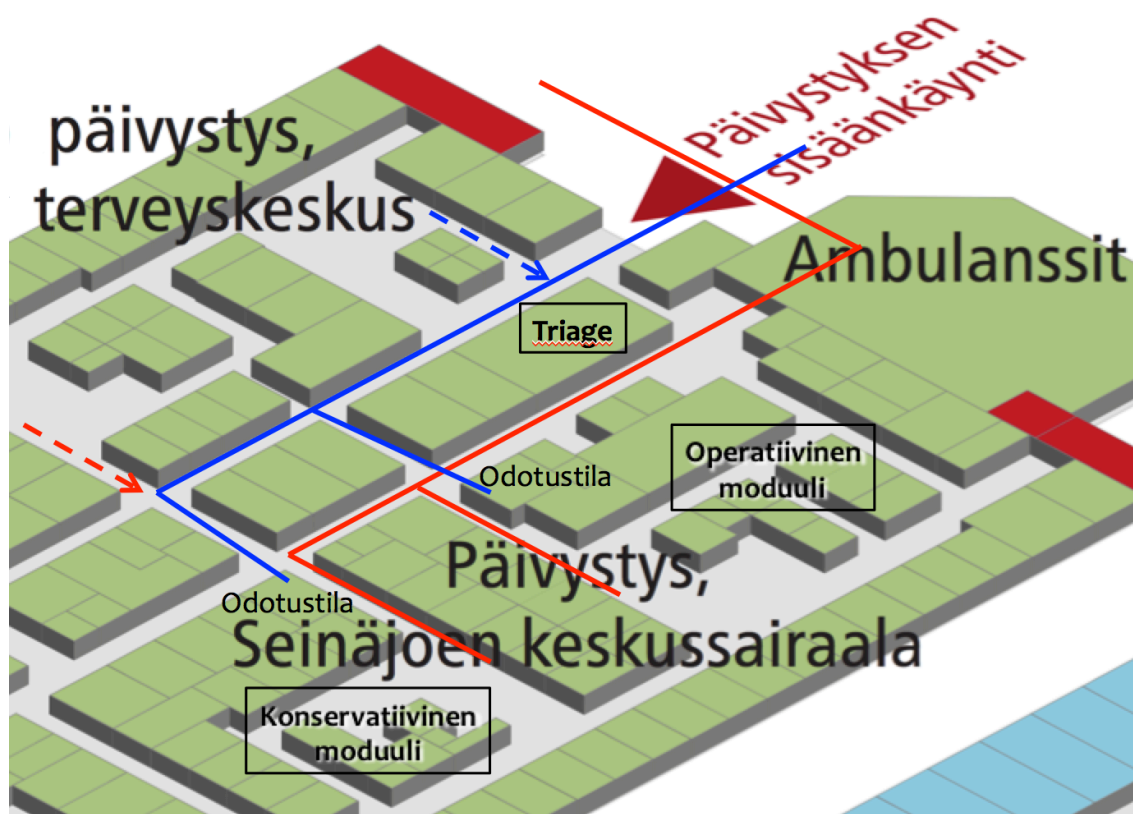 Päivystyksen
sisäänkäynti
päivystys,
terveyskeskus
Ambulanssit
Triage
Operatiivinen
moduuli
Odotustila
Päivystys,
Seinäjoen keskussairaala
Odotustila
Konservatiivinen
moduuli